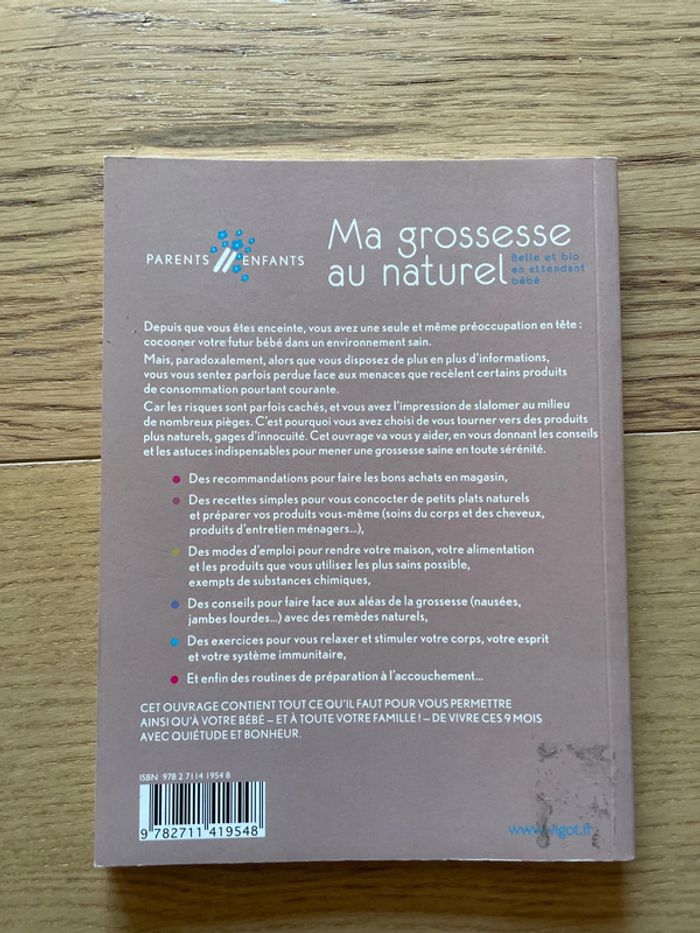 PARENTS ENFANTS
Ma grossesse
au naturel
Belle et bio
en attendant
bébé
Depuis que vous êtes enceinte, vous avez une seule et même préoccupation en tête :
cocooner votre futur bébé dans un environnement sain.
Mais, paradoxalement, alors que vous disposez de plus en plus d'informations,
vous vous sentez parfois perdue face aux menaces que recèlent certains produits
de consommation pourtant courante.
Car les risques sont parfois cachés, et vous avez l'impression de slalomer au milieu
de nombreux pièges. C'est pourquoi vous avez choisi de vous tourner vers des produits
plus naturels, gages d'innocuité. Cet ouvrage va vous y aider, en vous donnant les conseils
et les astuces indispensables pour mener une grossesse saine en toute sérénité.
● Des recommandations pour faire les bons achats en magasin,
● Des recettes simples pour vous concocter de petits plats naturels
et préparer vos produits vous-même (soins du corps et des cheveux,
produits d'entretien ménagers...),
● Des modes d'emploi pour rendre votre maison, votre alimentation
et les produits que vous utilisez les plus sains possible,
exempts de substances chimiques,
● Des conseils pour faire face aux aléas de la grossesse (nausées,
jambes lourdes...) avec des remèdes naturels,
● Des exercices pour vous relaxer et stimuler votre corps, votre esprit
et votre système immunitaire,
● Et enfin des routines de préparation à l'accouchement...
CET OUVRAGE CONTIENT TOUT CE QU'IL FAUT POUR VOUS PERMETTRE
AINSI QU'À VOTRE BÉBÉ – ET À TOUTE VOTRE FAMILLE ! – DE VIVRE CES 9 MOIS
AVEC QUIÉTUDE ET BONHEUR.
ISBN 978 2 7114 1954 8
9 782711 419548
www.vigot.fr